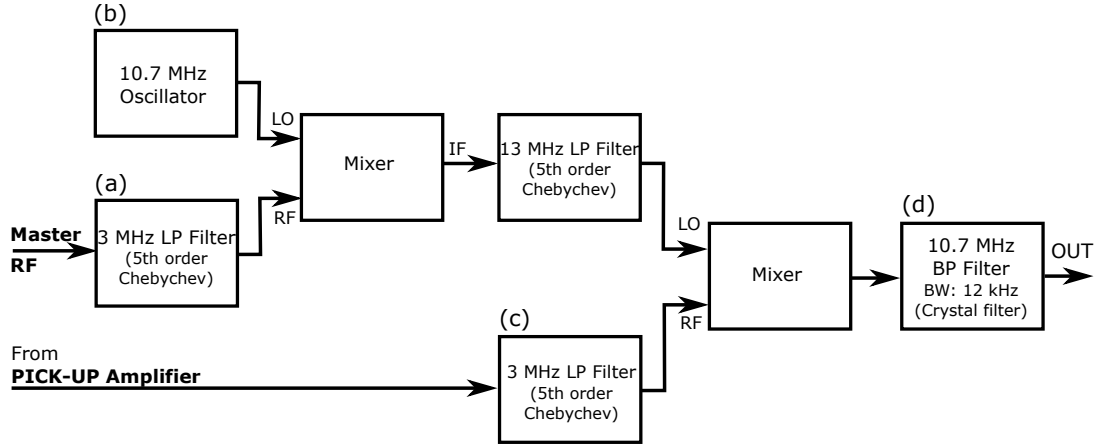 (b)
10.7 MHz
Oscillator
LO
Mixer
IF
13 MHz LP Filter
(5th order
Chebychev)
(a)
Master
RF
3 MHz LP Filter
(5th order
Chebychev)
RF
LO
Mixer
RF
(d)
10.7 MHz
BP Filter
BW: 12 kHz
(Crystal filter)
OUT
From
PICK-UP Amplifier
(c)
3 MHz LP Filter
(5th order
Chebychev)